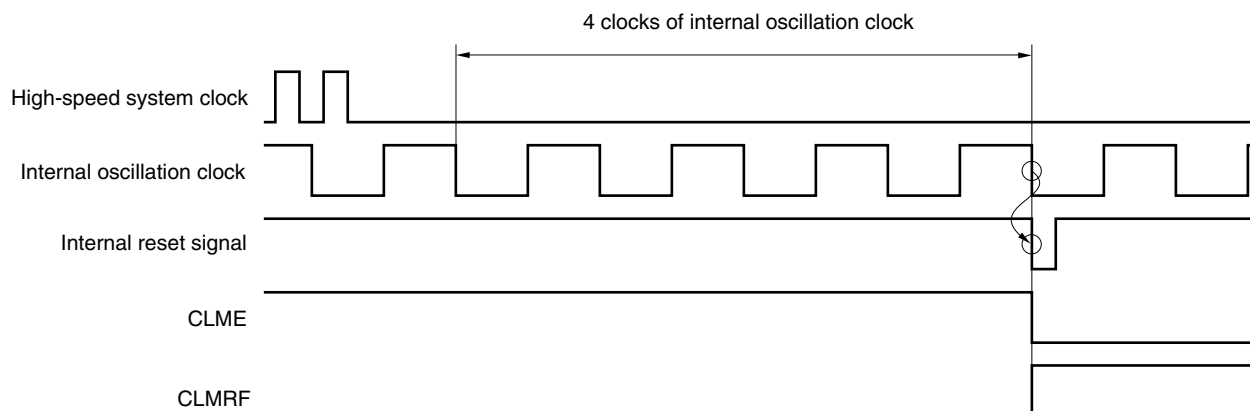 4 clocks of internal oscillation clock
High-speed system clock
Internal oscillation clock
Internal reset signal
CLME
CLMRF